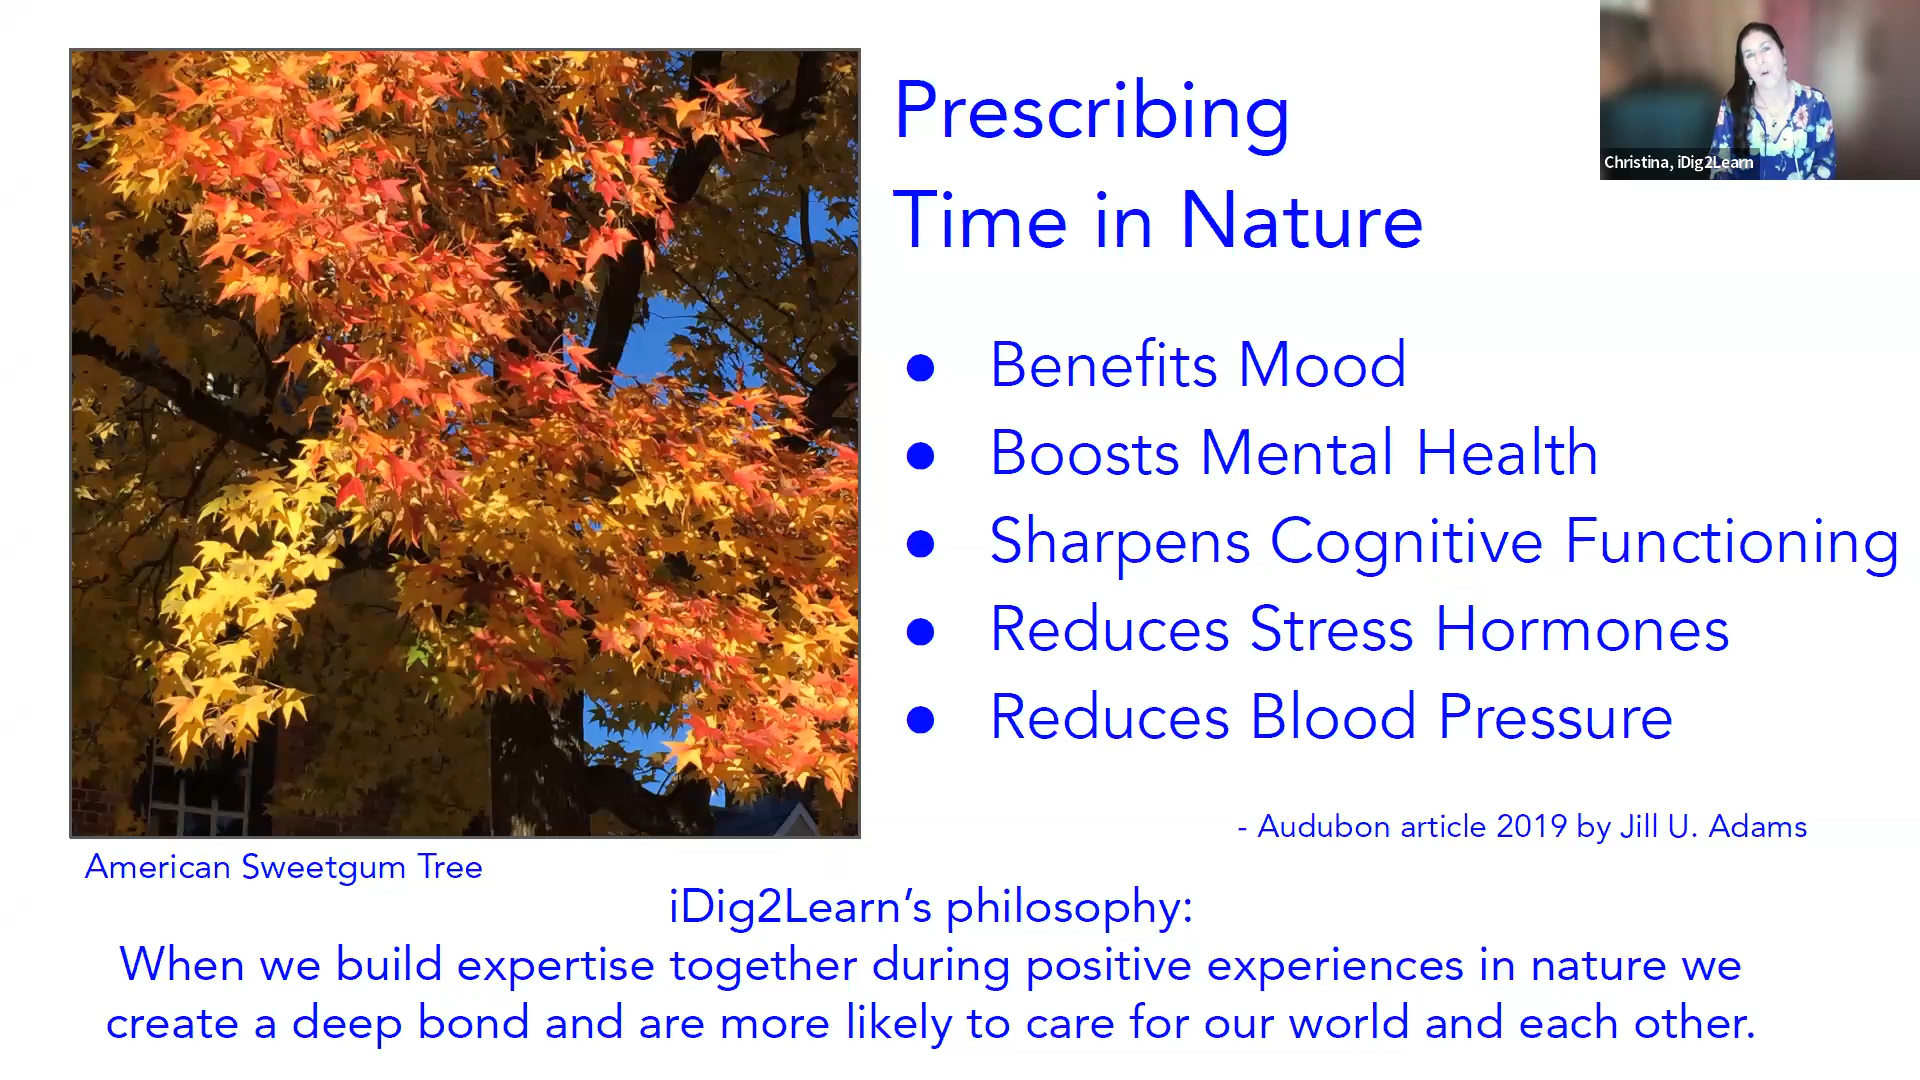 Prescribing
Time in Nature
Christina, iDig2Learn
● Benefits Mood
● Boosts Mental Health
● Sharpens Cognitive Functioning
● Reduces Stress Hormones
● Reduces Blood Pressure
- Audubon article 2019 by Jill U. Adams
American Sweetgum Tree
iDig2Learn’s philosophy:
When we build expertise together during positive experiences in nature we
create a deep bond and are more likely to care for our world and each other.